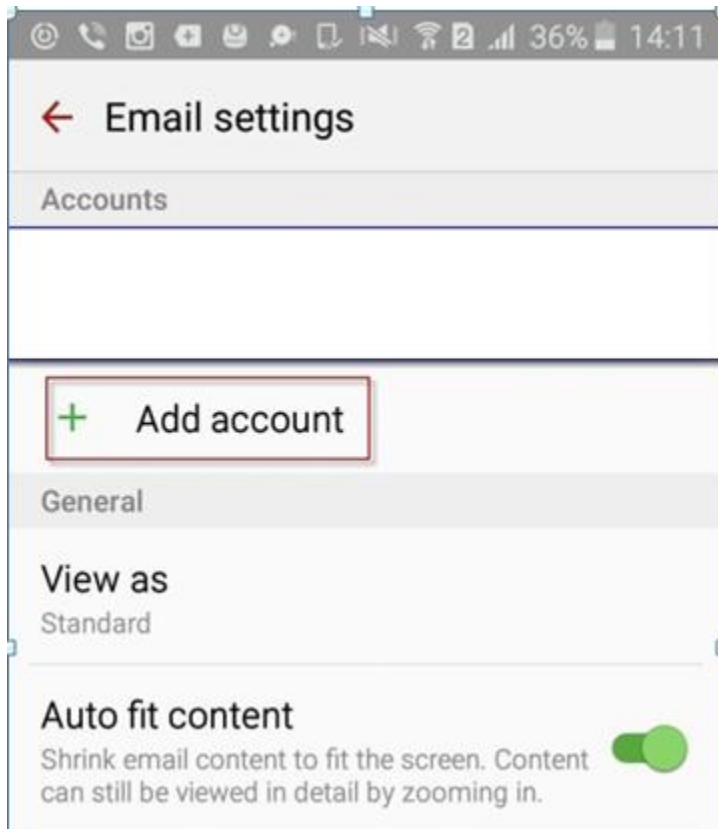 2 36% 14:11
Email settings
Accounts
+ Add account
General
View as
Standard
Auto fit content
Shrink email content to fit the screen. Content
can still be viewed in detail by zooming in.